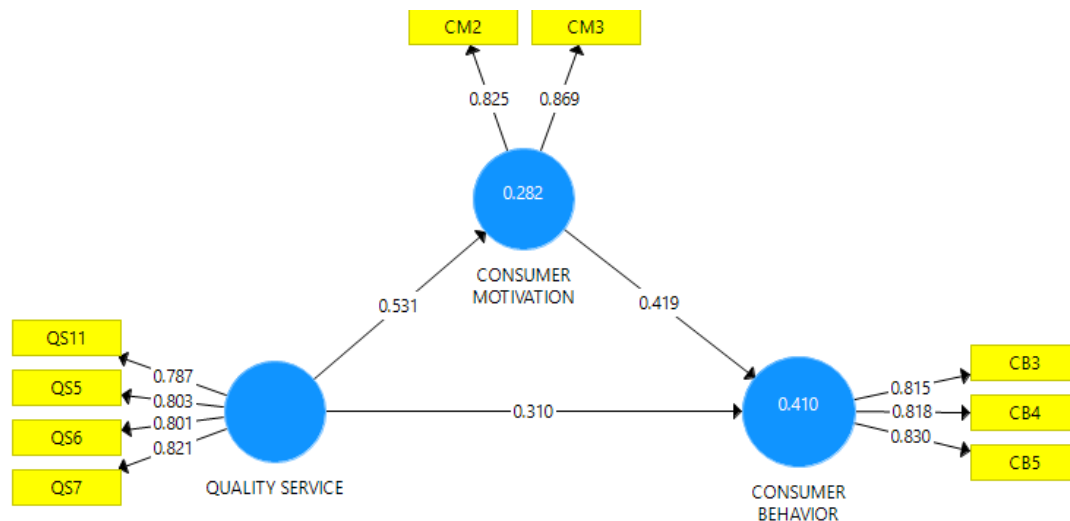 CM2
CM3
0.825
0.869
0.282
CONSUMER
MOTIVATION
0.531
0.419
QS11
QS5
QS6
QS7
0.787
0.803
0.801
0.821
QUALITY SERVICE
0.310
0.410
CONSUMER
BEHAVIOR
0.815
0.818
0.830
CB3
CB4
CB5